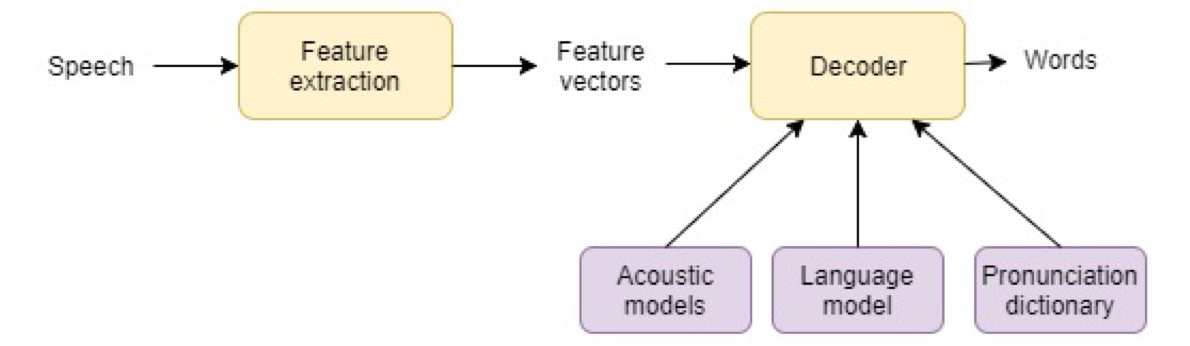 Speech
Feature
extraction
Feature
vectors
Decoder
Words
Acoustic
models
Language
model
Pronunciation
dictionary